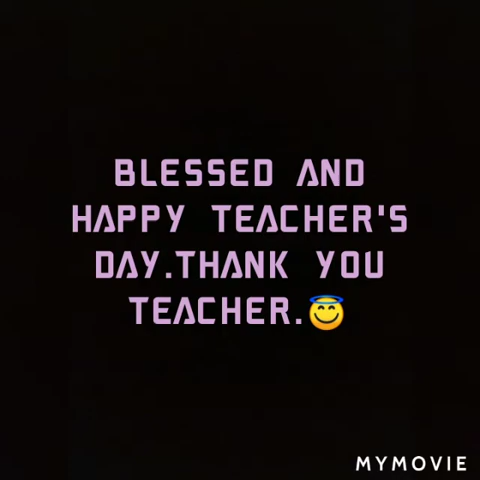 BLESSED AND
HAPPY TEACHER'S
DAY.THANK YOU
TEACHER.😇
MYMOVIE